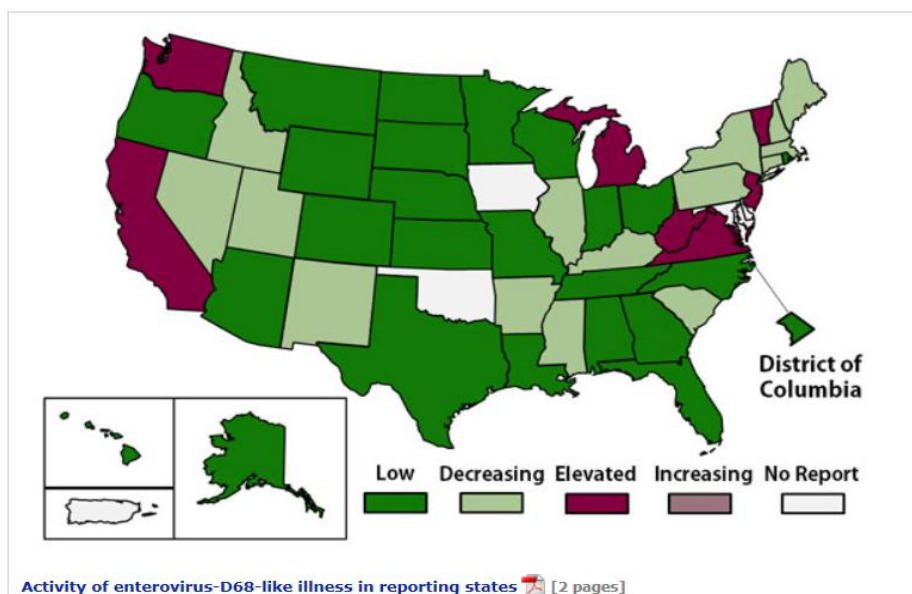 District of
Columbia
Low Decreasing Elevated Increasing No Report
Activity of enterovirus-D68-like illness in reporting states [2 pages]